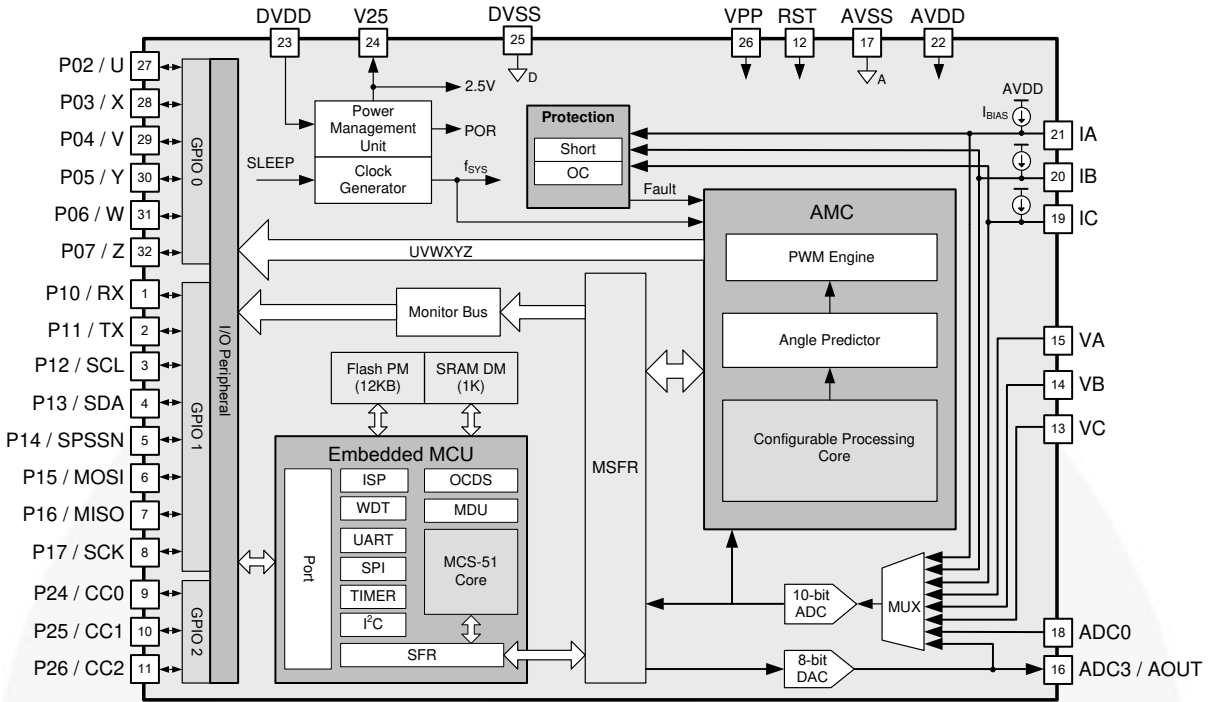 DVDD
V25
DVSS
VPP
RST
AVSS
AVDD
23
24
25
26
12
17
22
D
A
P02 / U
27
P03 / X
28
P04 / V
29
P05 / Y
30
P06 / W
31
P07 / Z
32
P10 / RX
1
P11 / TX
2
P12 / SCL
3
P13 / SDA
4
P14 / SPSSN
5
P15 / MOSI
6
P16 / MISO
7
P17 / SCK
8
P24 / CC0
9
P25 / CC1
10
P26 / CC2
11
GPIO 0
GPIO 1
GPIO 2
I/O Peripheral
2.5V
Power
Management
Unit
POR
SLEEP
Clock
Generator
fSYS
Protection
Short
OC
Fault
AVDD
IBIAS
21
IA
20
IB
19
IC
UVWXYZ
AMC
PWM Engine
Angle Predictor
Configurable Processing
Core
Monitor Bus
Flash PM
(12KB)
SRAM DM
(1K)
Embedded MCU
Port
ISP
WDT
UART
SPI
TIMER
I2C
OCDS
MDU
MCS-51
Core
SFR
MSFR
15
VA
14
VB
13
VC
10-bit
ADC
MUX
8-bit
DAC
18
ADC0
16
ADC3 / AOUT